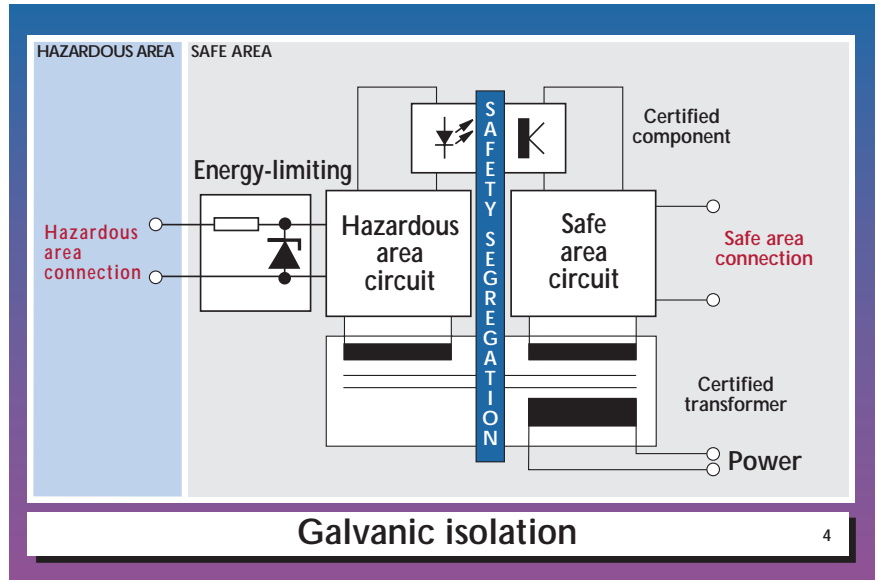 HAZARDOUS AREA
SAFE AREA
Certified
component
Energy-limiting
SAFETY SEGREGATION
Hazardous
area
connection
Hazardous
area
circuit
Safe
area
circuit
Safe area
connection
Certified
transformer
Power
Galvanic isolation
4